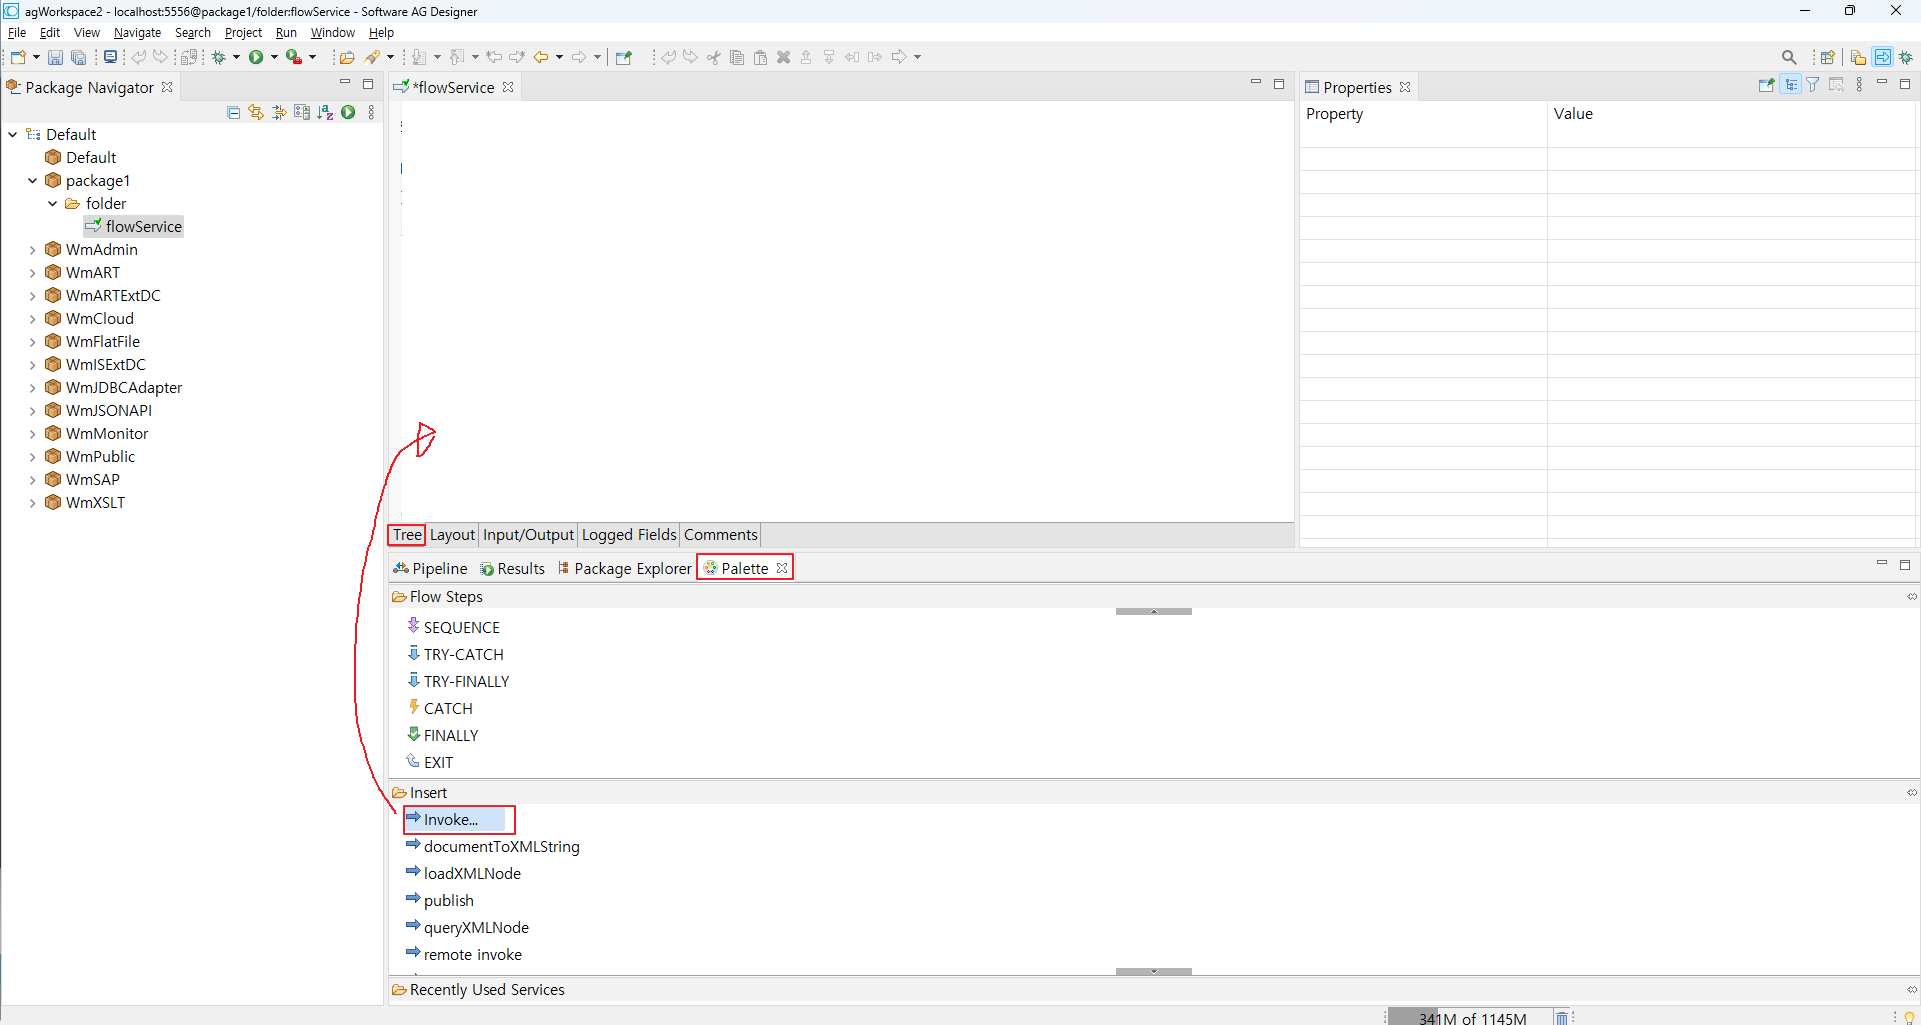 agWorkspace2 - localhost:5556@package1/folder:flowService - Software AG Designer
File Edit View Navigate Search Project Run Window Help
Package Navigator
Default
Default
package1
folder
flowService
WmAdmin
WmART
WmARTExtDC
WmCloud
WmFlatFile
WmISExtDC
WmJDBCAdapter
WmJSONAPI
WmMonitor
WmPublic
WmSAP
WmXSLT
*flowService
Tree Layout Input/Output Logged Fields Comments
Properties
Property Value
Pipeline Results Package Explorer Palette
Flow Steps
SEQUENCE
TRY-CATCH
TRY-FINALLY
CATCH
FINALLY
EXIT
Insert
Invoke...
documentToXMLString
loadXMLNode
publish
queryXMLNode
remote invoke
Recently Used Services
341M of 1145M